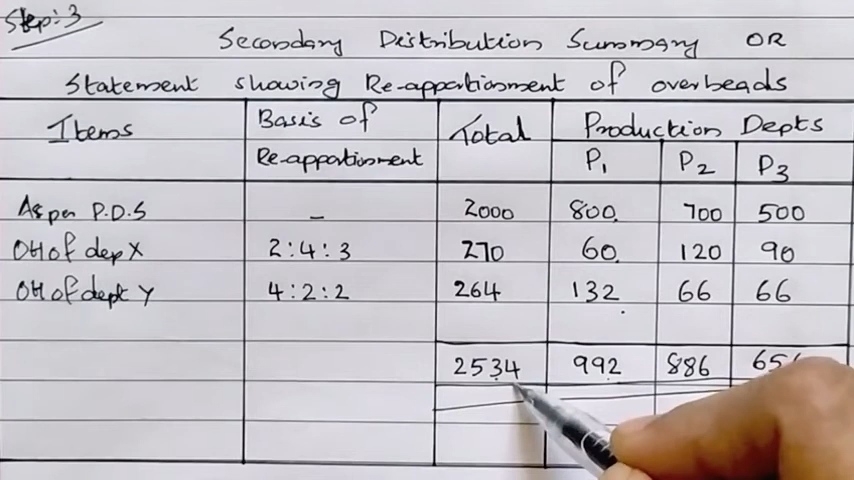 Step: 3
Secondary Distribution Summary OR
Statement showing Re-apportionment of overheads
Items Basis of Re-apportionment Total Production Depts
P1 P2 P3
As per P.D.S - 2000 800 700 500
OH of dep X 2:4:3 270 60 120 90
OH of dept Y 4:2:2 264 132 66 66
2534 992 886